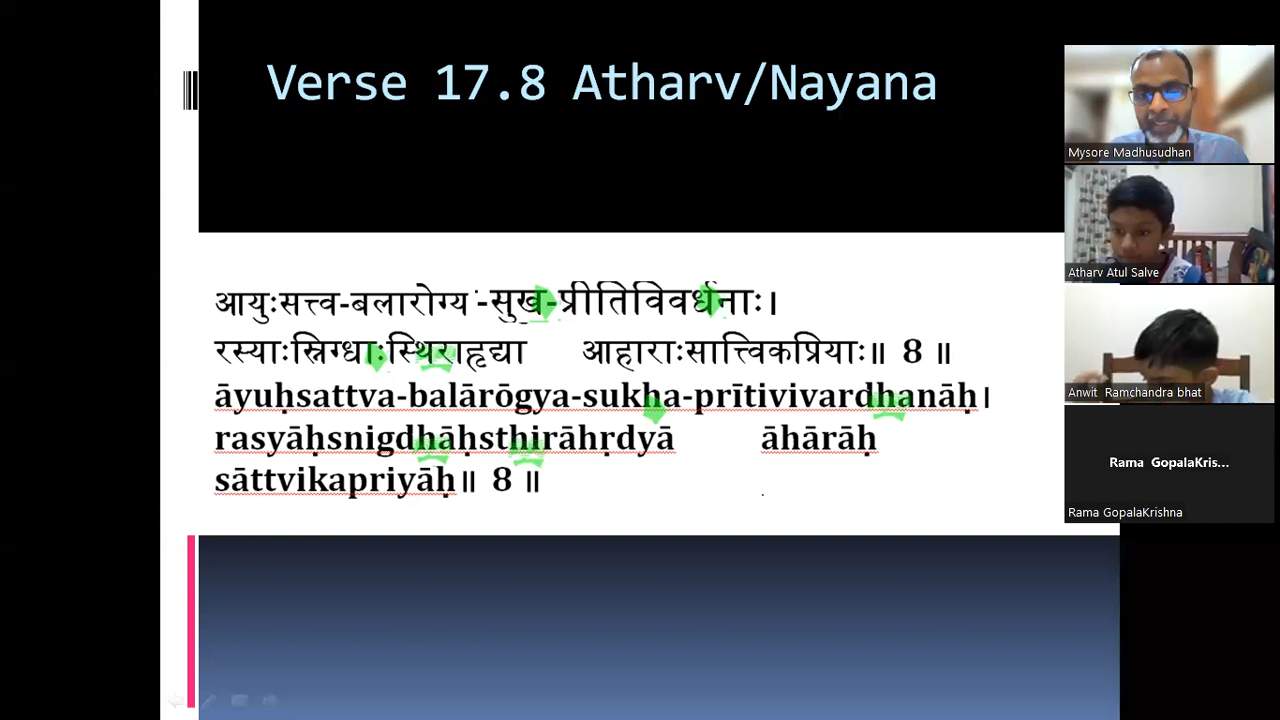 Verse 17.8 Atharv/Nayana
आयुःसत्त्व-बलारोग्य -सुख-प्रीतिविवर्धनाः।
रस्याःस्निग्धाःस्थिराहृद्या आहाराःसात्त्विकप्रियाः॥ 8 ॥
āyuḥsattva-balārōgya-sukha-prītivivardhanāḥ।
rasyāḥsnigdhāḥsthirāhṛdyā āhārāḥ
sāttvikapriyāḥ॥ 8 ॥
Mysore Madhusudhan
Atharv Atul Salve
Anwit Ramchandra bhat
Rama GopalaKris...
Rama GopalaKrishna